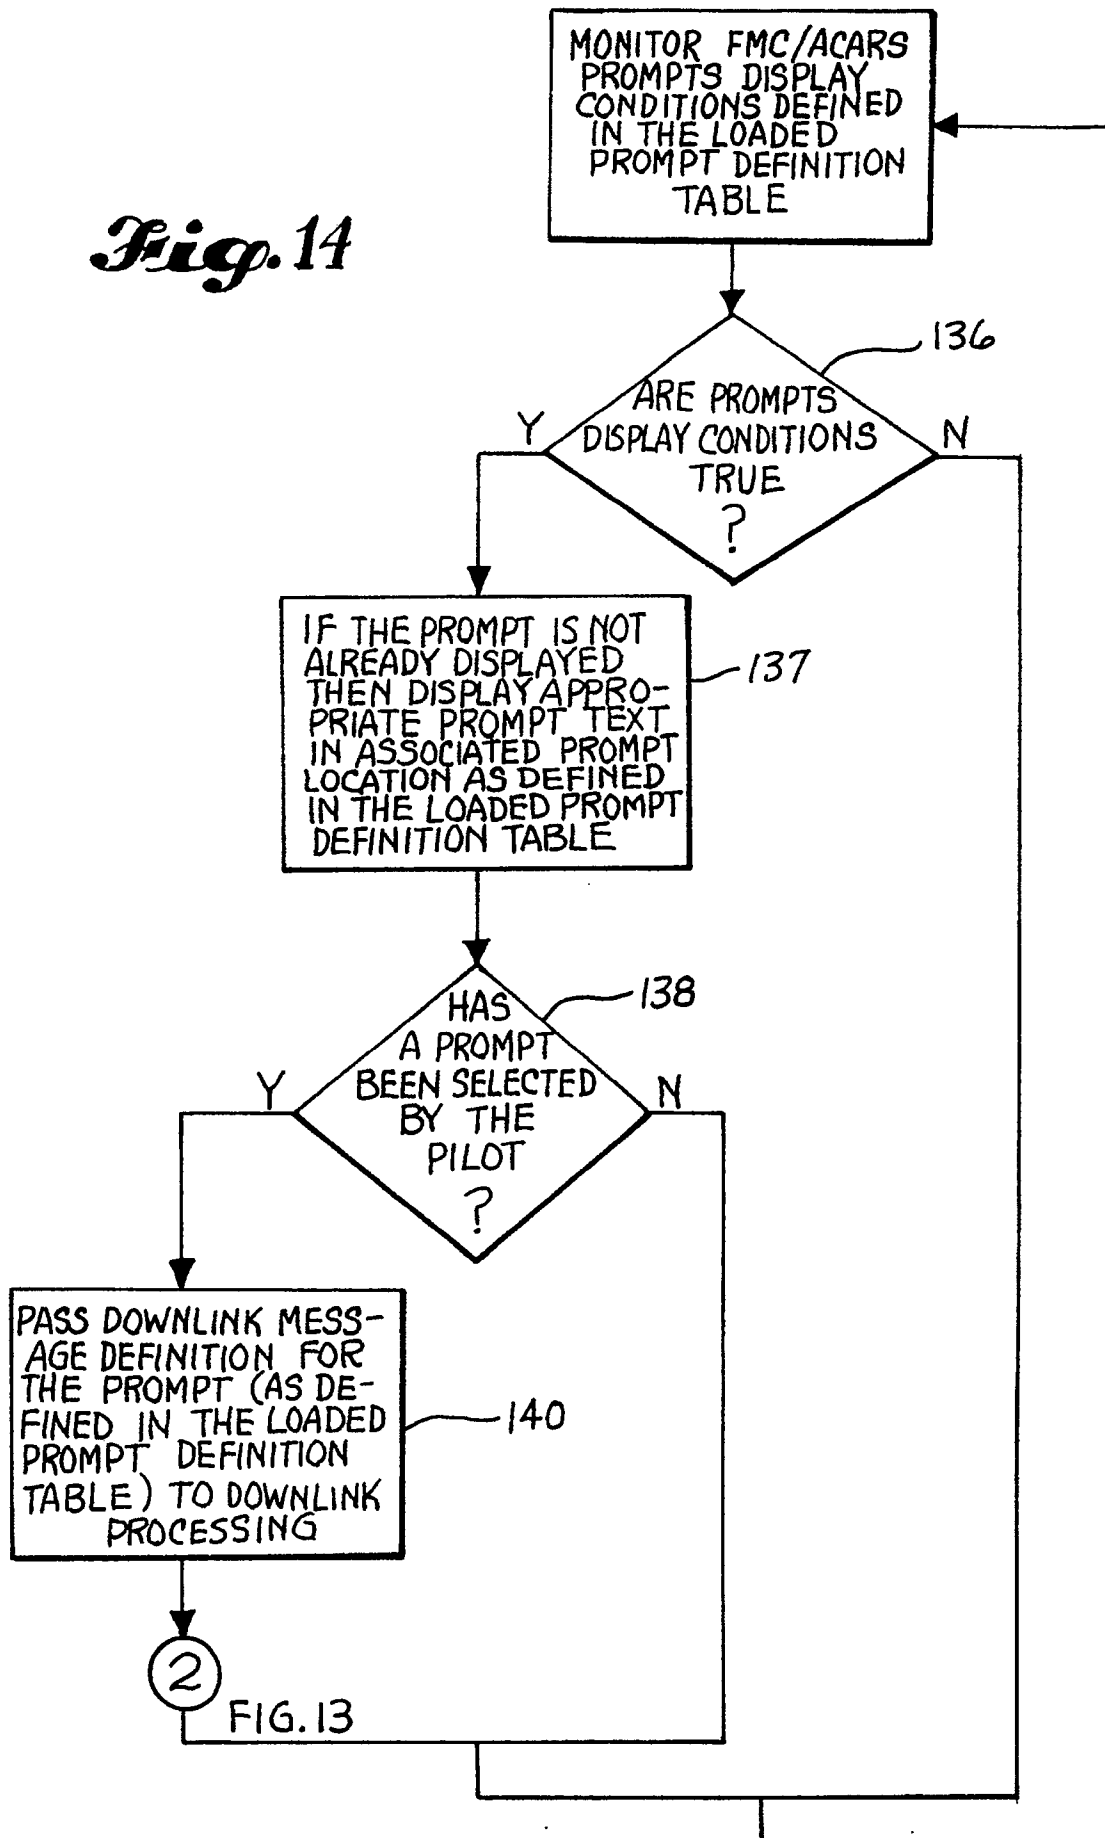 MONITOR FMC/ACARS
PROMPTS DISPLAY
CONDITIONS DEFINED
IN THE LOADED
PROMPT DEFINITION
TABLE
Fig. 14
136
ARE PROMPTS
DISPLAY CONDITIONS
TRUE
?
Y
N
IF THE PROMPT IS NOT
ALREADY DISPLAYED
THEN DISPLAY APPRO-
PRIATE PROMPT TEXT
IN ASSOCIATED PROMPT
LOCATION AS DEFINED
IN THE LOADED PROMPT
DEFINITION TABLE
137
138
HAS
A PROMPT
BEEN SELECTED
BY THE
PILOT
?
Y
N
PASS DOWNLINK MESS-
AGE DEFINITION FOR
THE PROMPT (AS DE-
FINED IN THE LOADED
PROMPT DEFINITION
TABLE) TO DOWNLINK
PROCESSING
140
2
FIG. 13